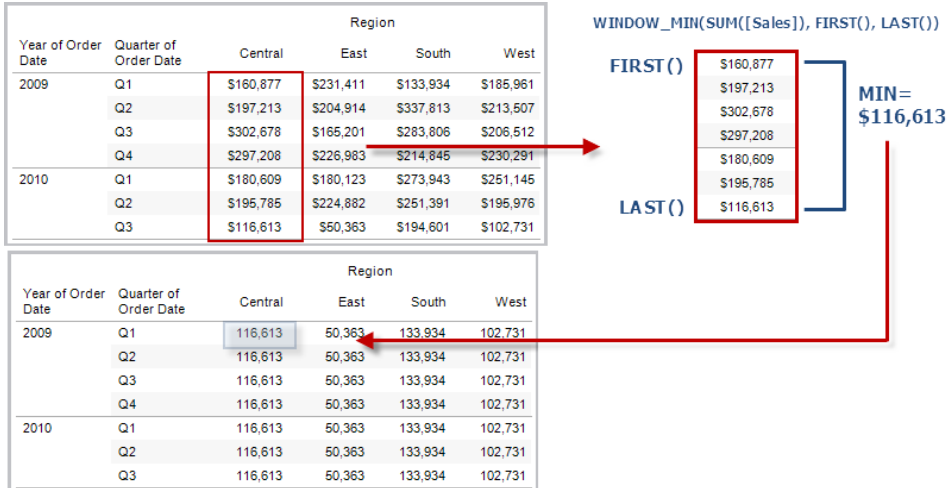 Region
Year of Order Date Quarter of Order Date Central East South West
2009 Q1 $160,877 $231,411 $133,934 $185,961
Q2 $197,213 $204,914 $337,813 $213,507
Q3 $302,678 $165,201 $283,806 $206,512
Q4 $297,208 $226,983 $214,845 $230,291
2010 Q1 $180,609 $180,123 $273,943 $251,145
Q2 $195,785 $224,882 $251,391 $195,976
Q3 $116,613 $50,363 $194,601 $102,731
WINDOW_MIN(SUM([Sales]), FIRST(), LAST())
FIRST() $160,877
$197,213
$302,678
$297,208
$180,609
$195,785
LAST() $116,613
MIN=
$116,613
Region
Year of Order Date Quarter of Order Date Central East South West
2009 Q1 116,613 50,363 133,934 102,731
Q2 116,613 50,363 133,934 102,731
Q3 116,613 50,363 133,934 102,731
Q4 116,613 50,363 133,934 102,731
2010 Q1 116,613 50,363 133,934 102,731
Q2 116,613 50,363 133,934 102,731
Q3 116,613 50,363 133,934 102,731